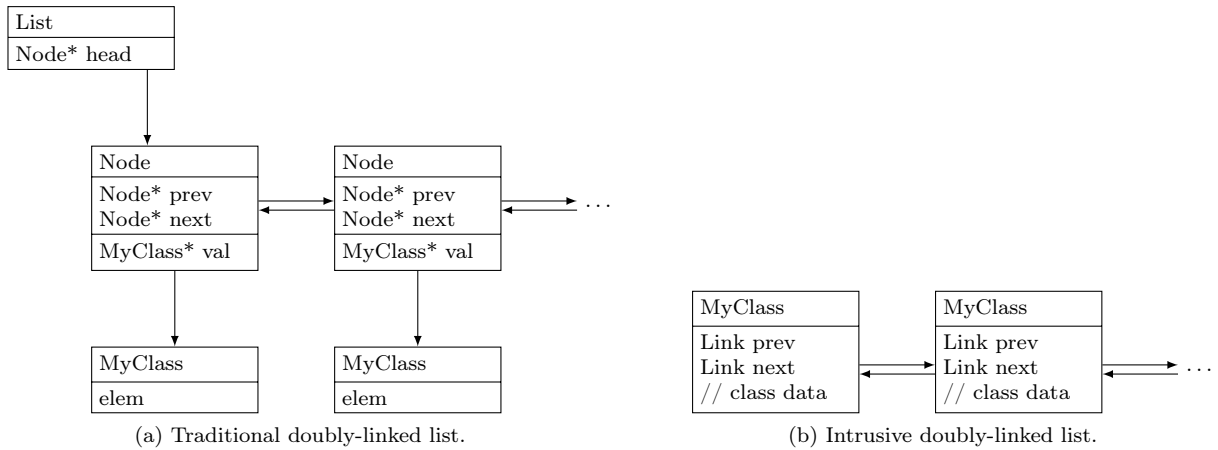 List
Node* head
Node
Node* prev
Node* next
MyClass* val
Node
Node* prev
Node* next
MyClass* val
...
MyClass
elem
MyClass
elem
(a) Traditional doubly-linked list.
MyClass
Link prev
Link next
// class data
MyClass
Link prev
Link next
// class data
...
(b) Intrusive doubly-linked list.